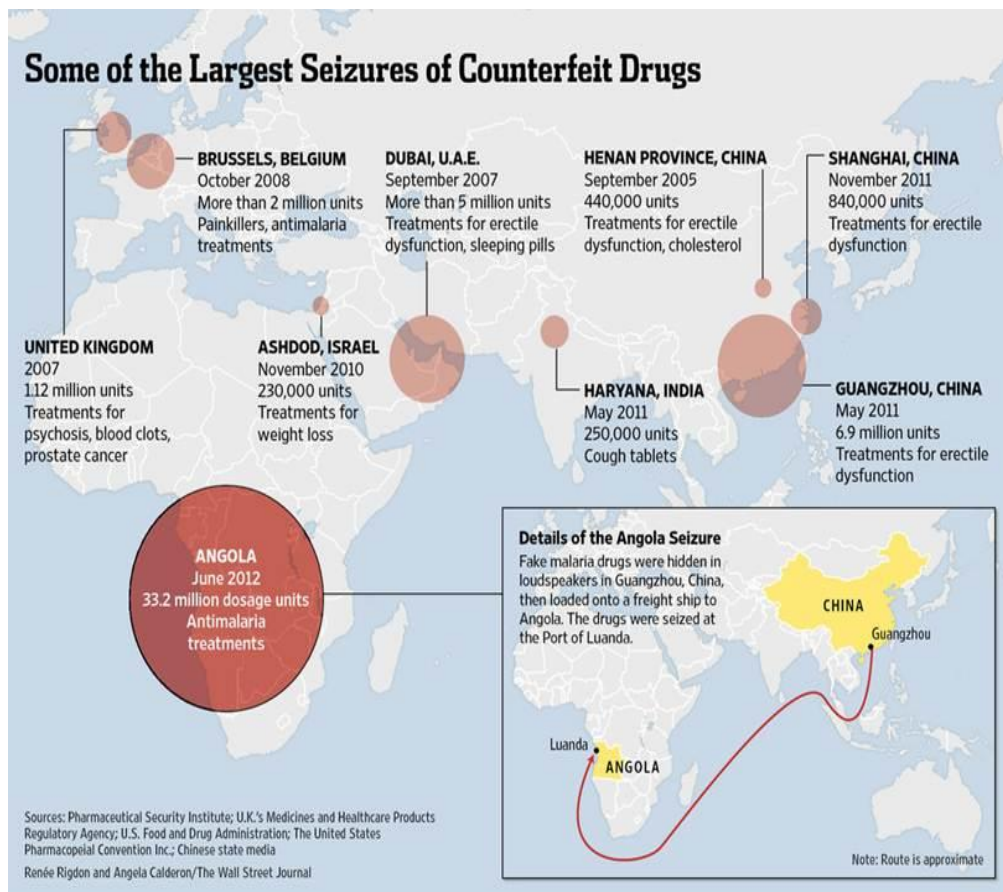 Some of the Largest Seizures of Counterfeit Drugs
BRUSSELS, BELGIUM
October 2008
More than 2 million units
Painkillers, antimalaria
treatments
DUBAI, U.A.E.
September 2007
More than 5 million units
Treatments for erectile
dysfunction, sleeping pills
HENAN PROVINCE, CHINA
September 2005
440,000 units
Treatments for erectile
dysfunction, cholesterol
SHANGHAI, CHINA
November 2011
840,000 units
Treatments for erectile
dysfunction
UNITED KINGDOM
2007
1.12 million units
Treatments for
psychosis, blood clots,
prostate cancer
ASHDOD, ISRAEL
November 2010
230,000 units
Treatments for
weight loss
HARYANA, INDIA
May 2011
250,000 units
Cough tablets
GUANGZHOU, CHINA
May 2011
6.9 million units
Treatments for erectile
dysfunction
ANGOLA
June 2012
33.2 million dosage units
Antimalaria
treatments
Details of the Angola Seizure
Fake malaria drugs were hidden in
loudspeakers in Guangzhou, China,
then loaded onto a freight ship to
Angola. The drugs were seized at
the Port of Luanda.
CHINA
Guangzhou
Luanda
ANGOLA
Note: Route is approximate
Sources: Pharmaceutical Security Institute; U.K.'s Medicines and Healthcare Products
Regulatory Agency; U.S. Food and Drug Administration; The United States
Pharmacopeial Convention Inc.; Chinese state media
Renée Rigdon and Angela Calderon/The Wall Street Journal